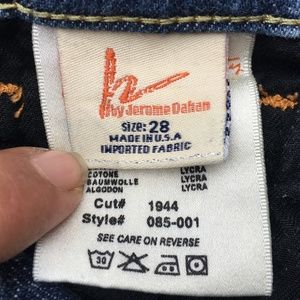 h
by Jerome Dahan
SIZE: 28
MADE IN U.S.A
IMPORTED FABRIC
COTONE LYCRA
BAUMWOLLE LYCRA
ALGODON LYCRA
Cut# 1944
Style# 085-001
SEE CARE ON REVERSE
30